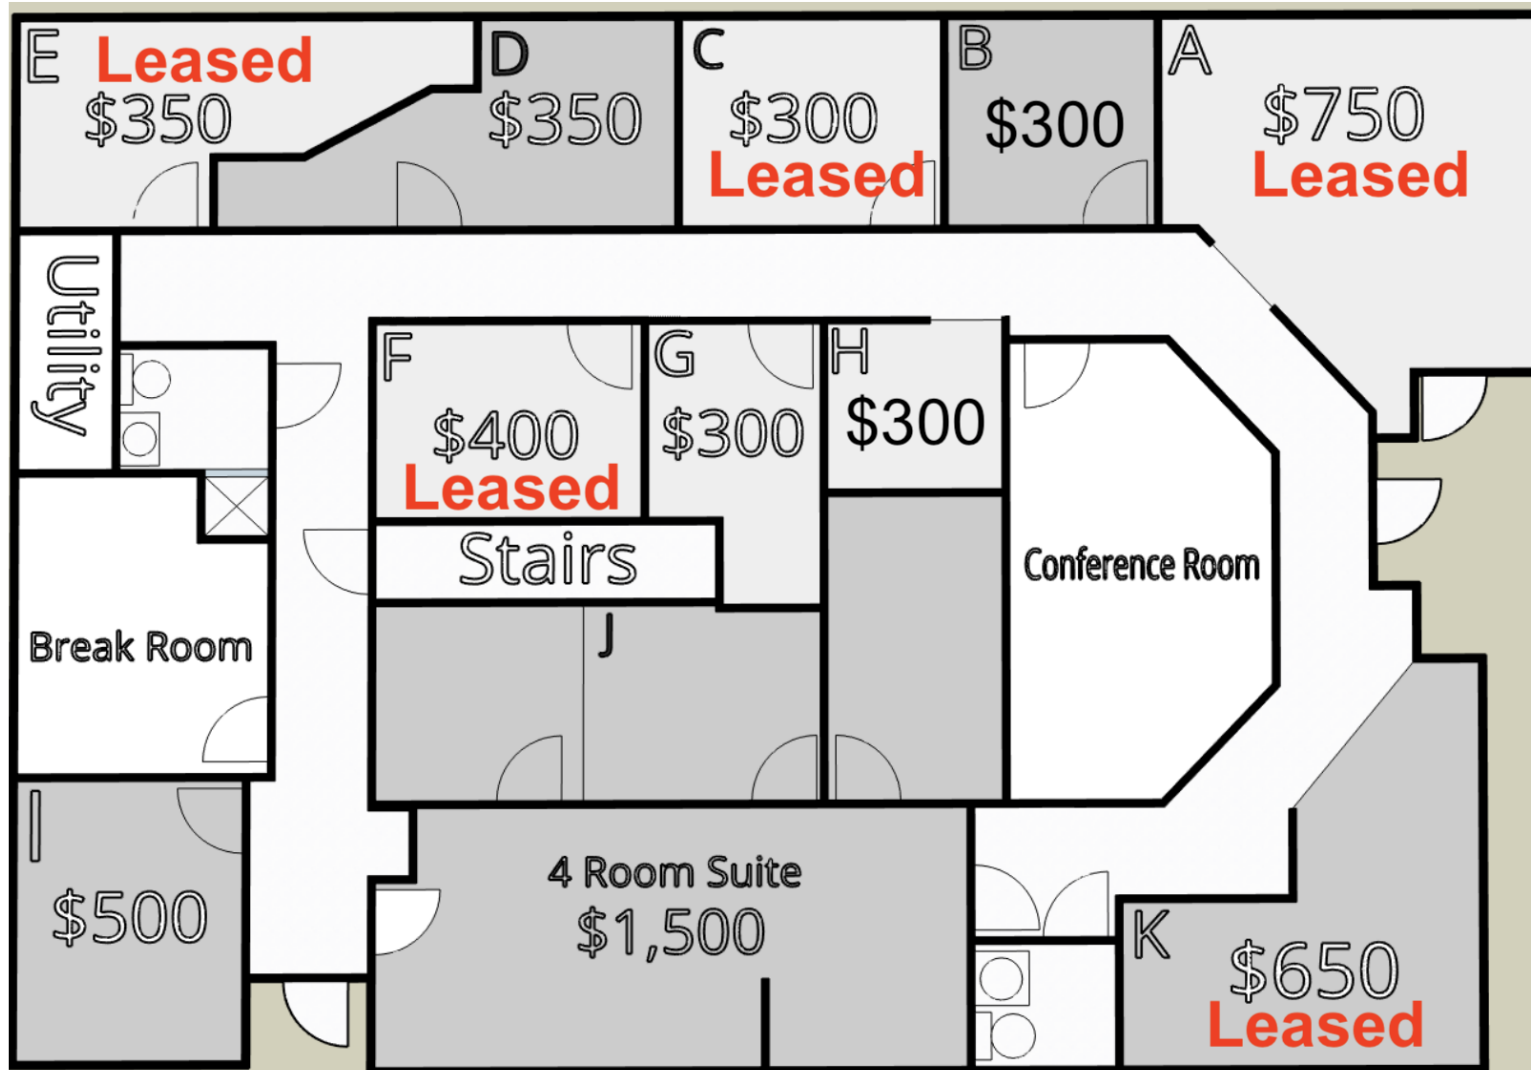 E
Leased
$350
D
$350
C
$300
Leased
B
$300
A
$750
Leased
Utility
F
$400
Leased
G
$300
H
$300
Stairs
Conference Room
Break Room
J
I
$500
4 Room Suite
$1,500
K
$650
Leased